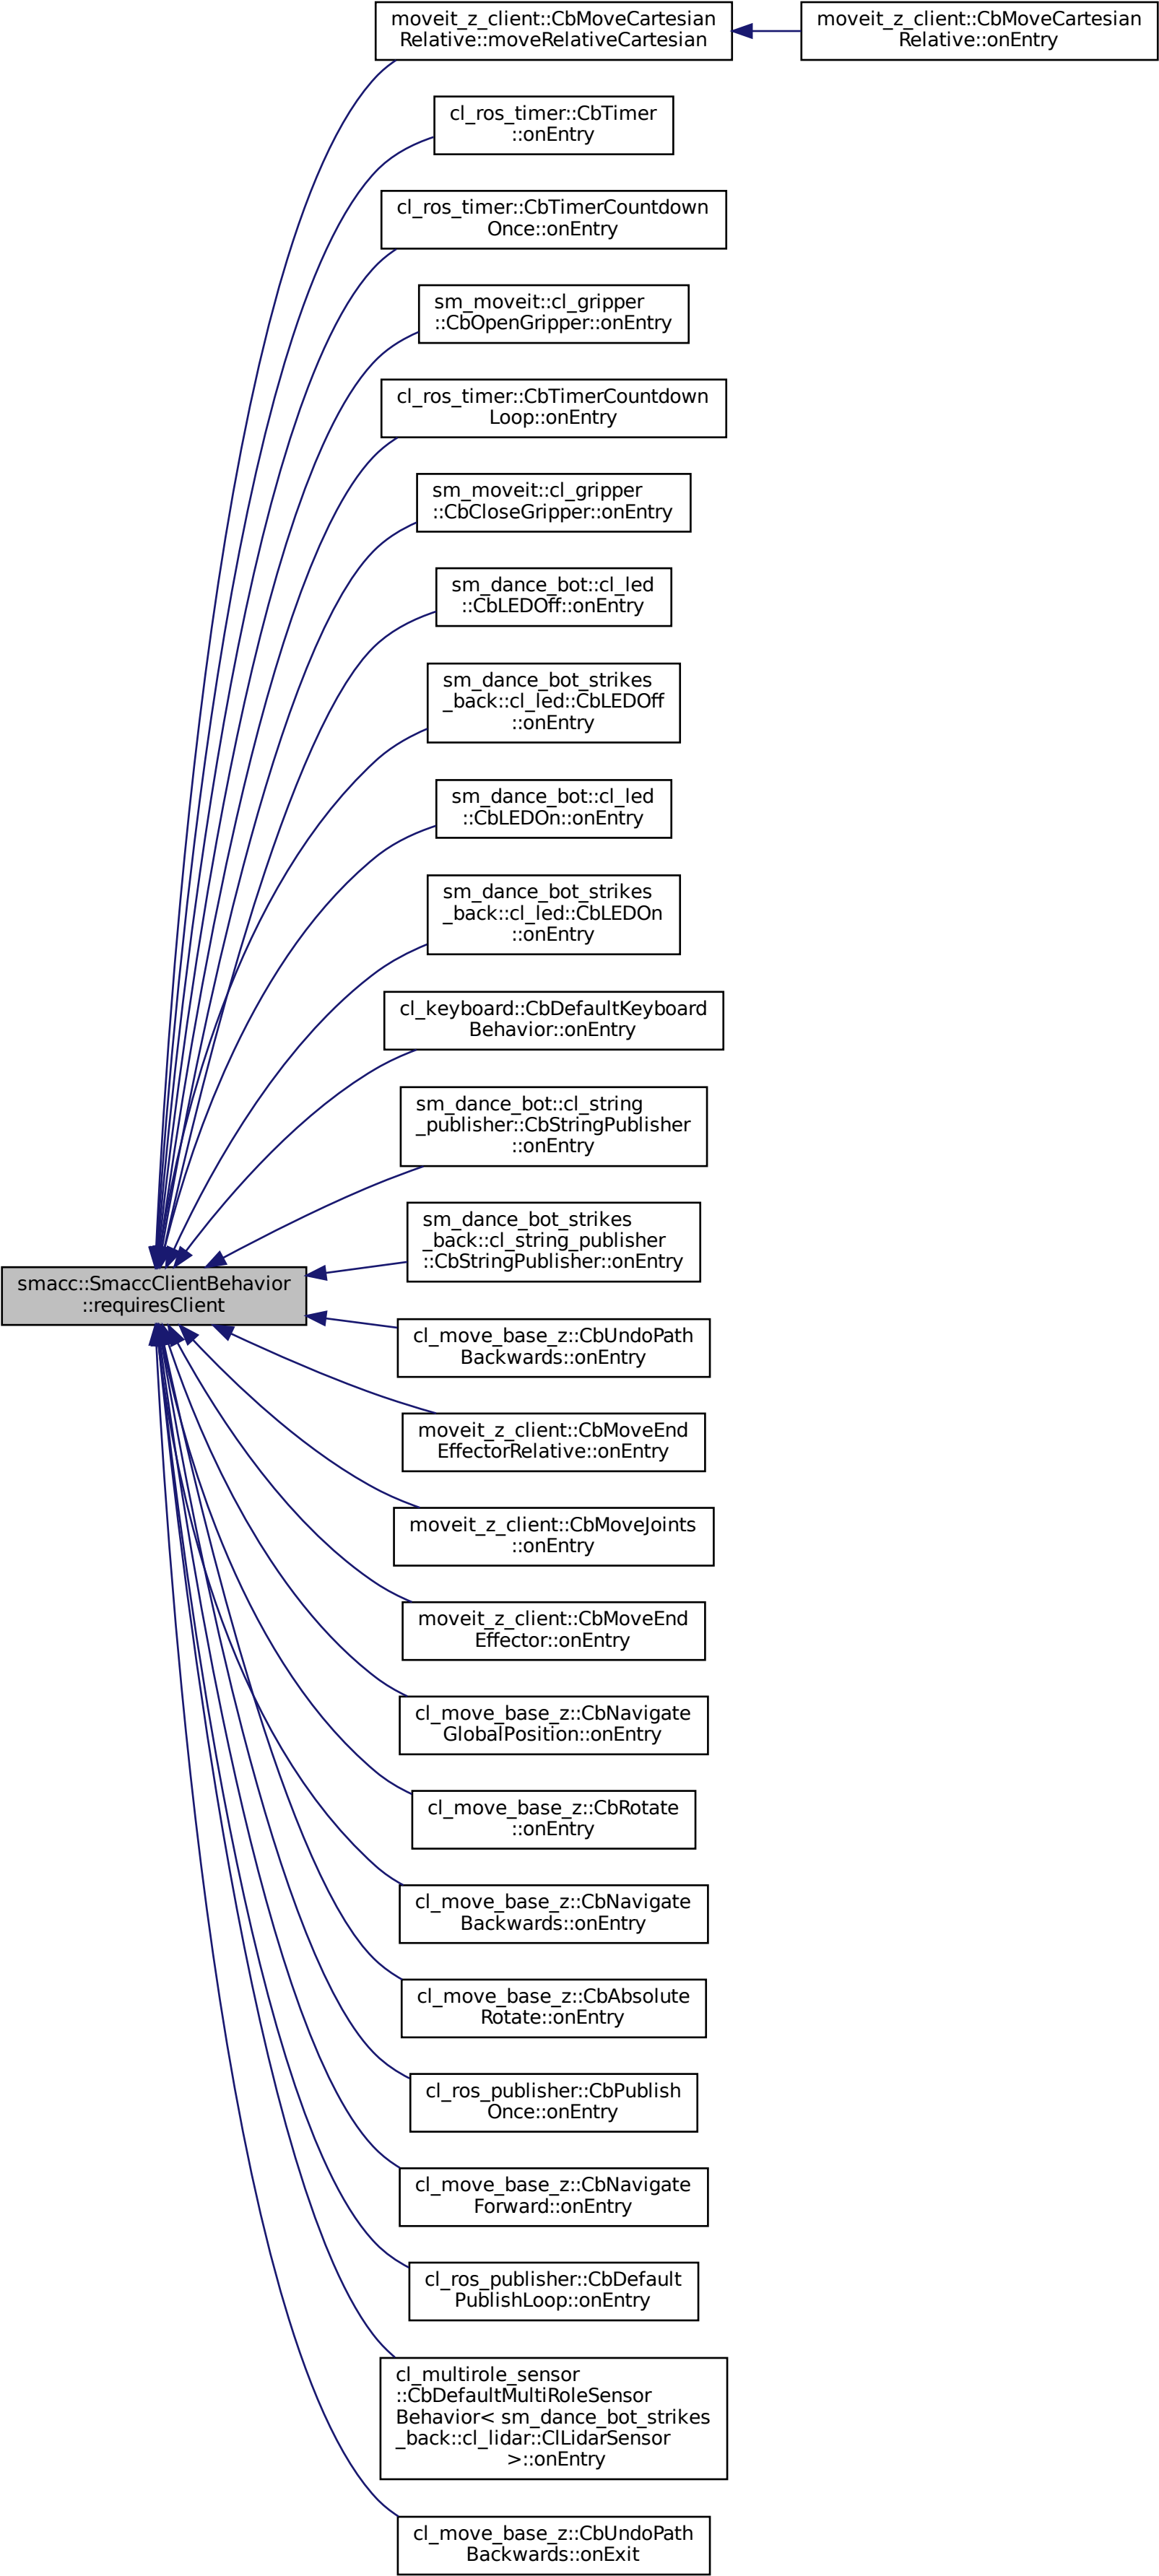 moveit_z_client::CbMoveCartesian
Relative::moveRelativeCartesian
moveit_z_client::CbMoveCartesian
Relative::onEntry
cl_ros_timer::CbTimer
::onEntry
cl_ros_timer::CbTimerCountdown
Once::onEntry
sm_moveit::cl_gripper
::CbOpenGripper::onEntry
cl_ros_timer::CbTimerCountdown
Loop::onEntry
sm_moveit::cl_gripper
::CbCloseGripper::onEntry
sm_dance_bot::cl_led
::CbLEDOff::onEntry
sm_dance_bot_strikes
_back::cl_led::CbLEDOff
::onEntry
sm_dance_bot::cl_led
::CbLEDOn::onEntry
sm_dance_bot_strikes
_back::cl_led::CbLEDOn
::onEntry
cl_keyboard::CbDefaultKeyboard
Behavior::onEntry
sm_dance_bot::cl_string
_publisher::CbStringPublisher
::onEntry
sm_dance_bot_strikes
_back::cl_string_publisher
::CbStringPublisher::onEntry
smacc::SmaccClientBehavior
::requiresClient
cl_move_base_z::CbUndoPath
Backwards::onEntry
moveit_z_client::CbMoveEnd
EffectorRelative::onEntry
moveit_z_client::CbMoveJoints
::onEntry
moveit_z_client::CbMoveEnd
Effector::onEntry
cl_move_base_z::CbNavigate
GlobalPosition::onEntry
cl_move_base_z::CbRotate
::onEntry
cl_move_base_z::CbNavigate
Backwards::onEntry
cl_move_base_z::CbAbsolute
Rotate::onEntry
cl_ros_publisher::CbPublish
Once::onEntry
cl_move_base_z::CbNavigate
Forward::onEntry
cl_ros_publisher::CbDefault
PublishLoop::onEntry
cl_multirole_sensor
::CbDefaultMultiRoleSensor
Behavior< sm_dance_bot_strikes
_back::cl_lidar::ClLidarSensor
>::onEntry
cl_move_base_z::CbUndoPath
Backwards::onExit